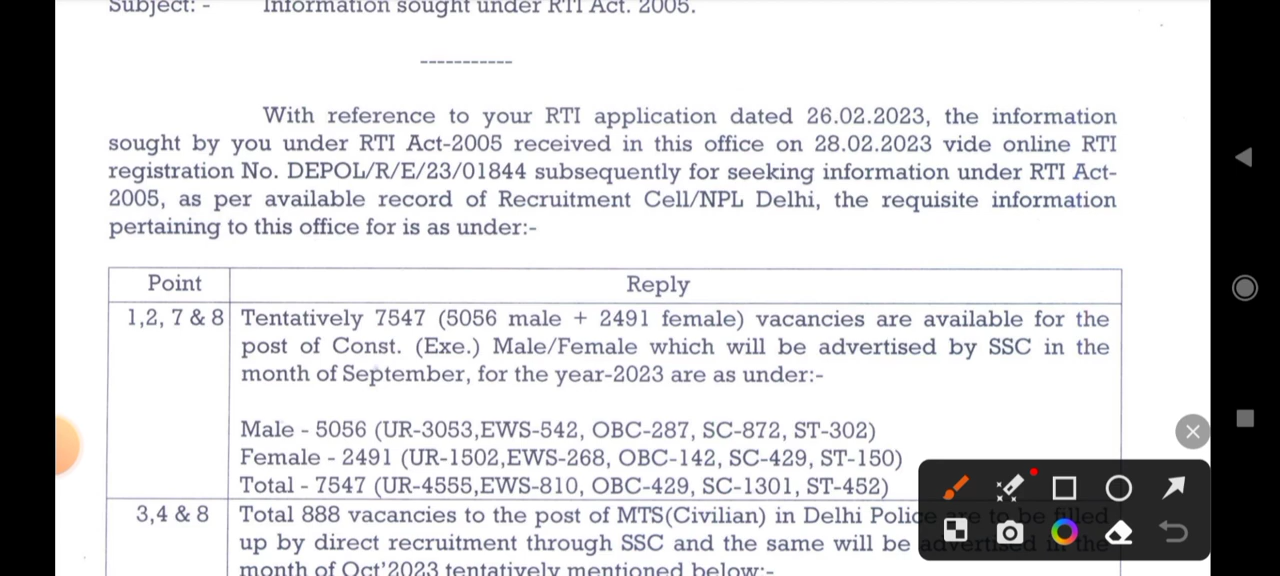 Subject: - Information sought under RTI Act. 2005.
-----------
With reference to your RTI application dated 26.02.2023, the information
sought by you under RTI Act-2005 received in this office on 28.02.2023 vide online RTI
registration No. DEPOL/R/E/23/01844 subsequently for seeking information under RTI Act-
2005, as per available record of Recruitment Cell/NPL Delhi, the requisite information
pertaining to this office for is as under:-
Point Reply
1,2, 7 & 8 Tentatively 7547 (5056 male + 2491 female) vacancies are available for the
post of Const. (Exe.) Male/Female which will be advertised by SSC in the
month of September, for the year-2023 are as under:-
Male - 5056 (UR-3053,EWS-542, OBC-287, SC-872, ST-302)
Female - 2491 (UR-1502,EWS-268, OBC-142, SC-429, ST-150)
Total - 7547 (UR-4555,EWS-810, OBC-429, SC-1301, ST-452)
3,4 & 8 Total 888 vacancies to the post of MTS(Civilian) in Delhi Police are to be filled
up by direct recruitment through SSC and the same will be advertised in the
month of Oct'2023 tentatively mentioned below:-